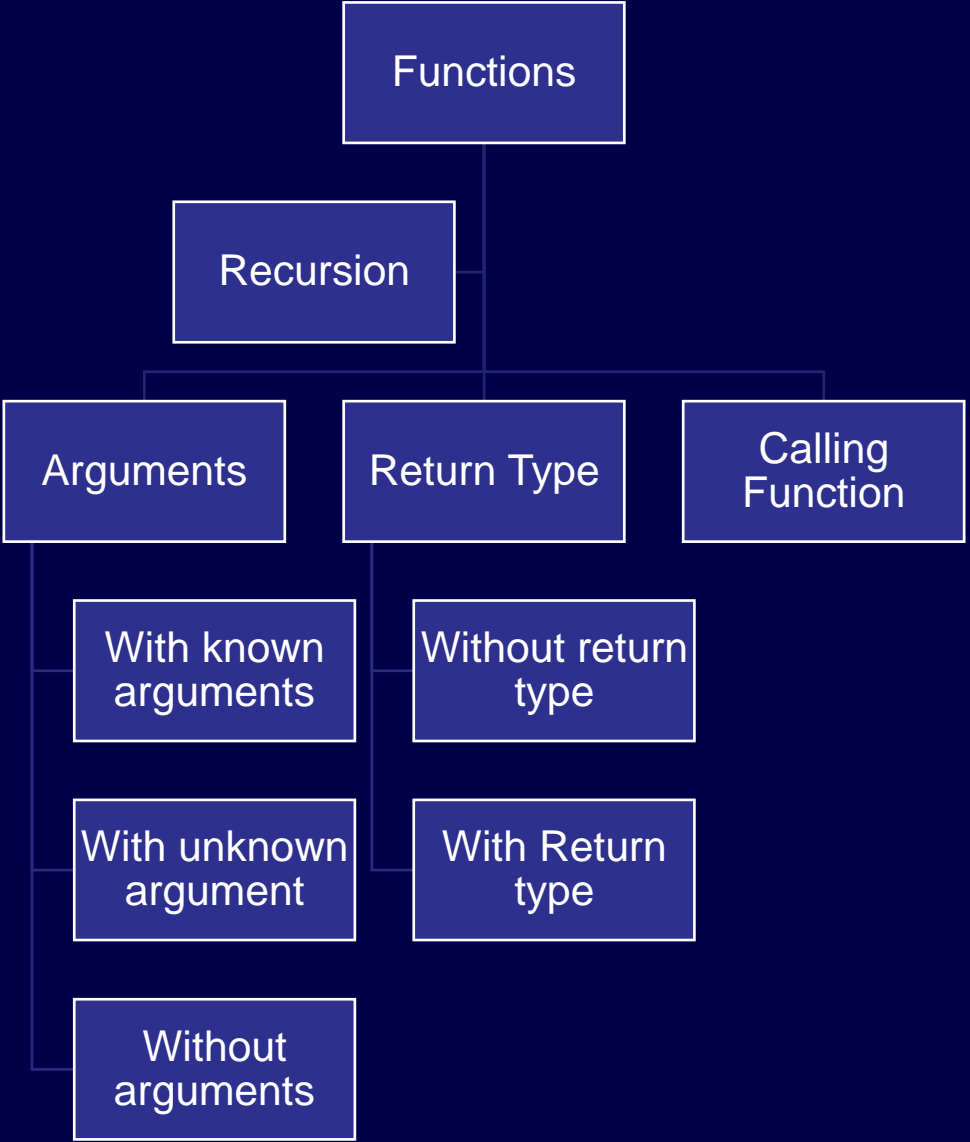 Functions
Recursion
Arguments
Return Type
Calling
Function
With known
arguments
Without return
type
With unknown
argument
With Return
type
Without
arguments